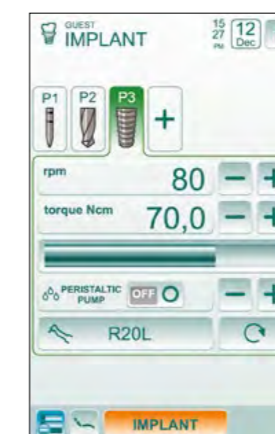 GUEST
IMPLANT
15
27
PM
12
Dec
P1 P2 P3 +
rpm 80 − +
torque Ncm 70,0 − +
PERISTALTIC
PUMP OFF − +
R20L
IMPLANT